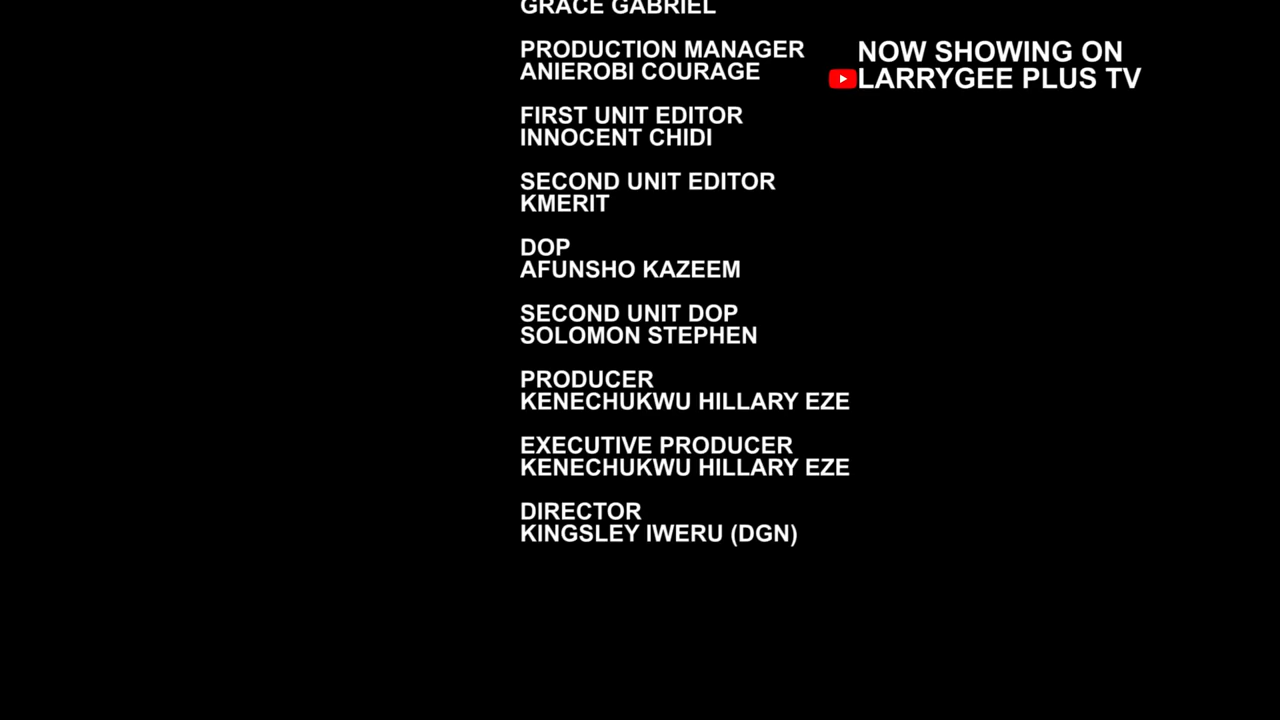 GRACE GABRIEL
PRODUCTION MANAGER
ANIEROBI COURAGE
FIRST UNIT EDITOR
INNOCENT CHIDI
SECOND UNIT EDITOR
KMERIT
DOP
AFUNSHO KAZEEM
SECOND UNIT DOP
SOLOMON STEPHEN
PRODUCER
KENECHUKWU HILLARY EZE
EXECUTIVE PRODUCER
KENECHUKWU HILLARY EZE
DIRECTOR
KINGSLEY IWERU (DGN)
NOW SHOWING ON
LARRYGEE PLUS TV